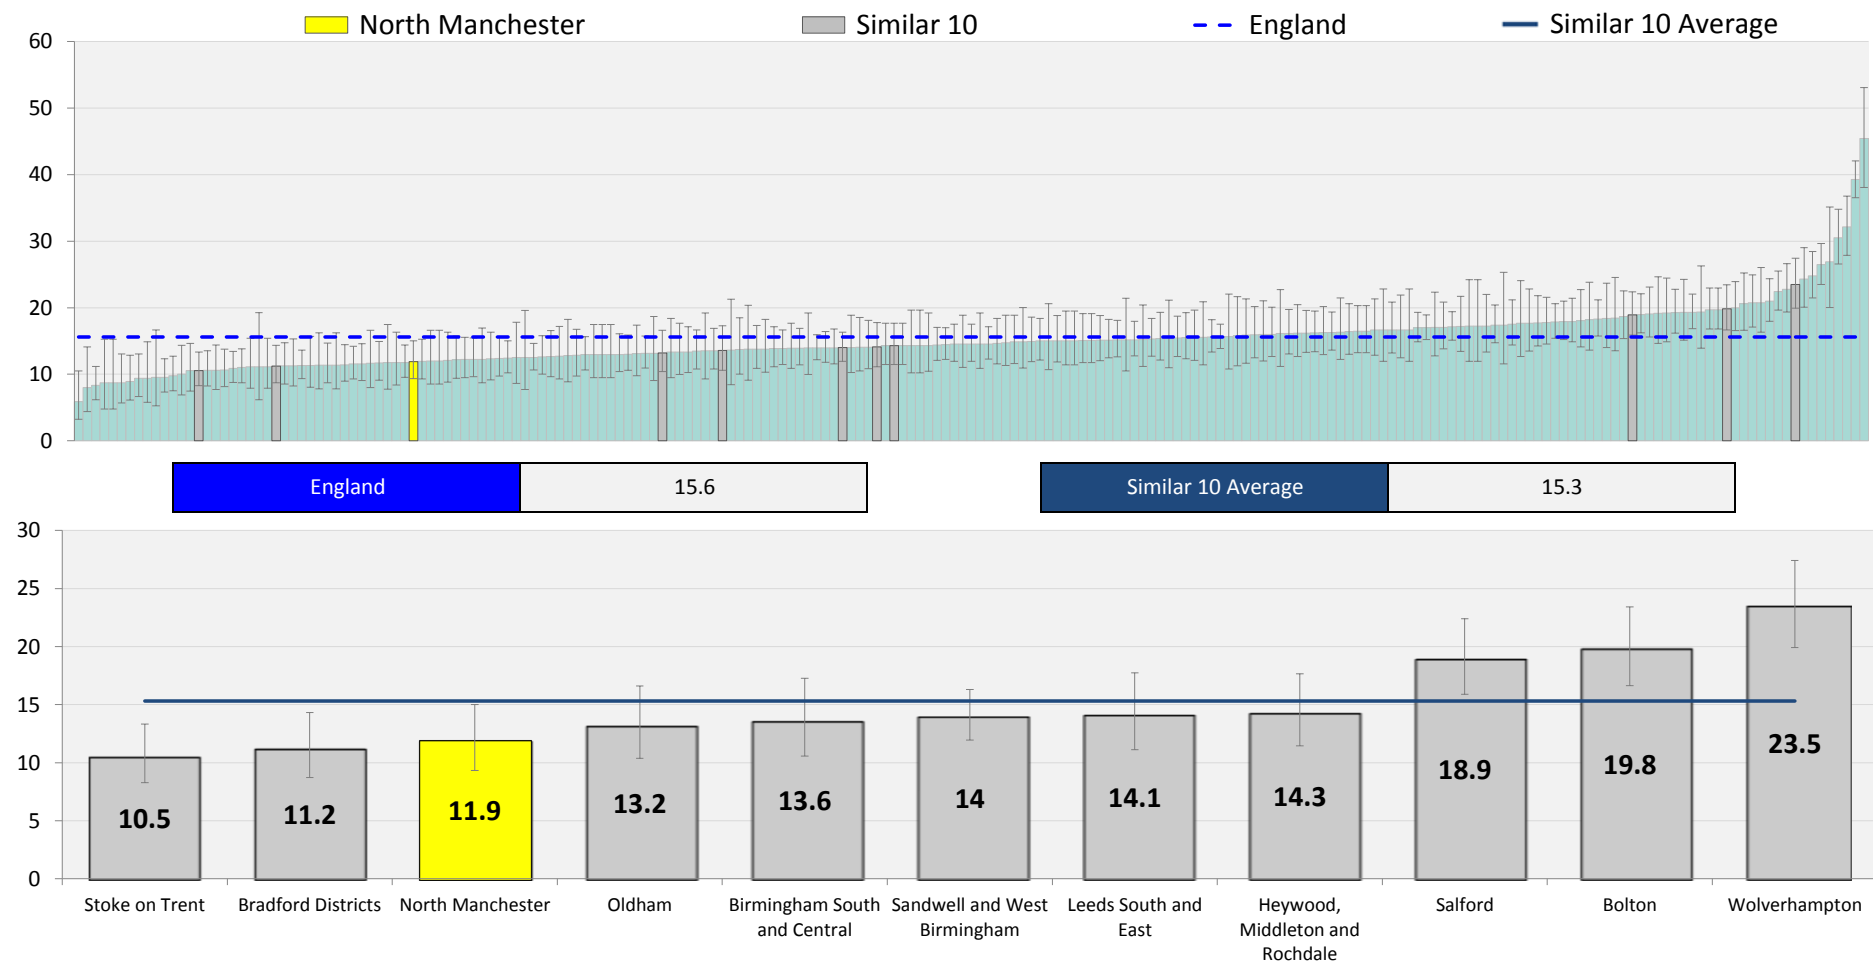 North Manchester
Similar 10
England
Similar 10 Average
60
50
40
30
20
10
0
England
15.6
Similar 10 Average
15.3
30
25
20
15
10
5
0
10.5
11.2
11.9
13.2
13.6
14
14.1
14.3
18.9
19.8
23.5
Stoke on Trent
Bradford Districts
North Manchester
Oldham
Birmingham South
and Central
Sandwell and West
Birmingham
Leeds South and
East
Heywood,
Middleton and
Rochdale
Salford
Bolton
Wolverhampton